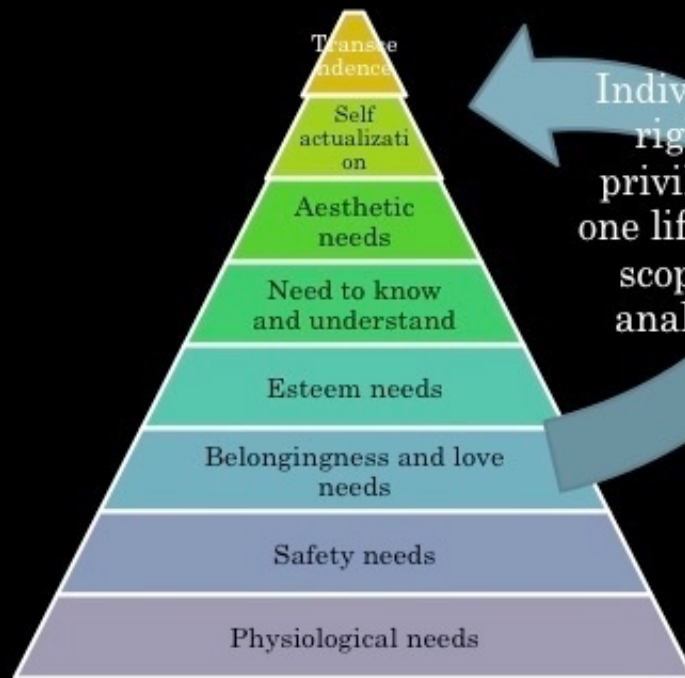 Transce
ndence
Self
actualizati
on
Aesthetic
needs
Need to know
and understand
Esteem needs
Belongingness and love
needs
Safety needs
Physiological needs
Indiv
rig
privi
one lif
scop
anal